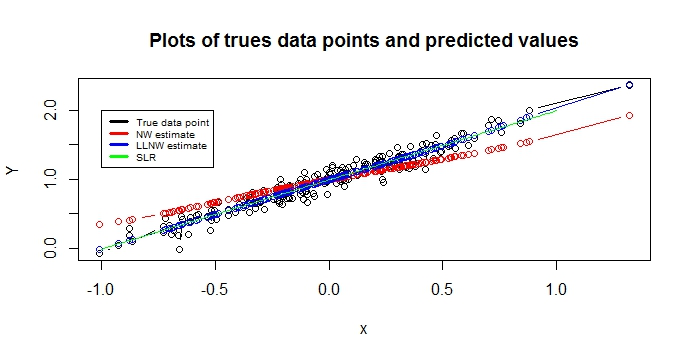 Plots of trues data points and predicted values
Y
2.0
1.0
0.0
True data point
NW estimate
LLNW estimate
SLR
-1.0 -0.5 0.0 0.5 1.0
x